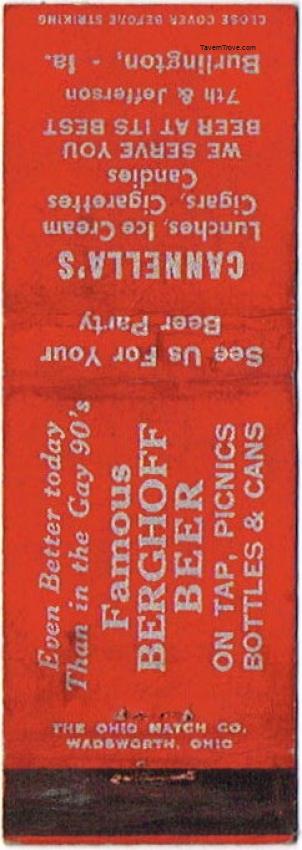 CLOSE COVER BEFORE STRIKING
TavernTrove.com
See Us For Your
Beer Party
CANNELLA'S
Lunches, Ice Cream
Cigars, Cigarettes
Candies
WE SERVE YOU
BEER AT ITS BEST
7th & Jefferson
Burlington, - Ia.
Even Better today
Than in the Gay 90's
Famous
BERGHOFF
BEER
ON TAP, PICNICS
BOTTLES & CANS
THE OHIO MATCH CO.
WADSWORTH, OHIO